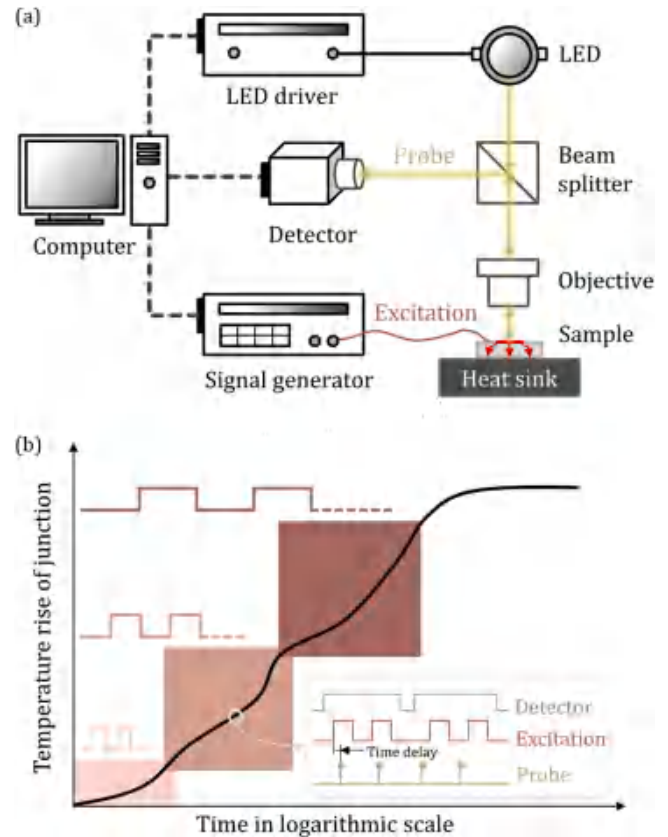 (a)
LED
LED driver
Probe
Beam
splitter
Computer
Detector
Objective
Excitation
Sample
Signal generator
Heat sink
(b)
Temperature rise of junction
Detector
Excitation
Time delay
Probe
Time in logarithmic scale